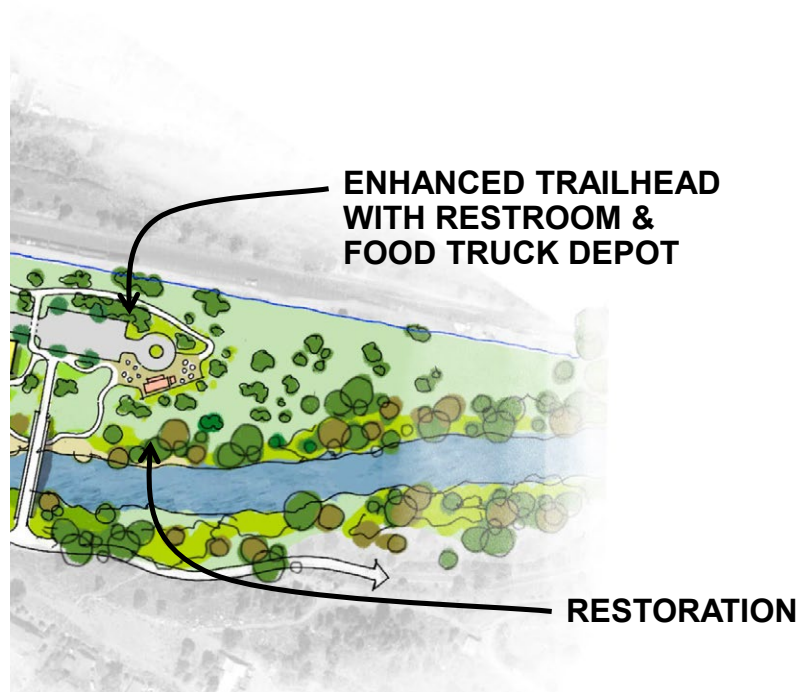 ENHANCED TRAILHEAD
WITH RESTROOM &
FOOD TRUCK DEPOT
RESTORATION